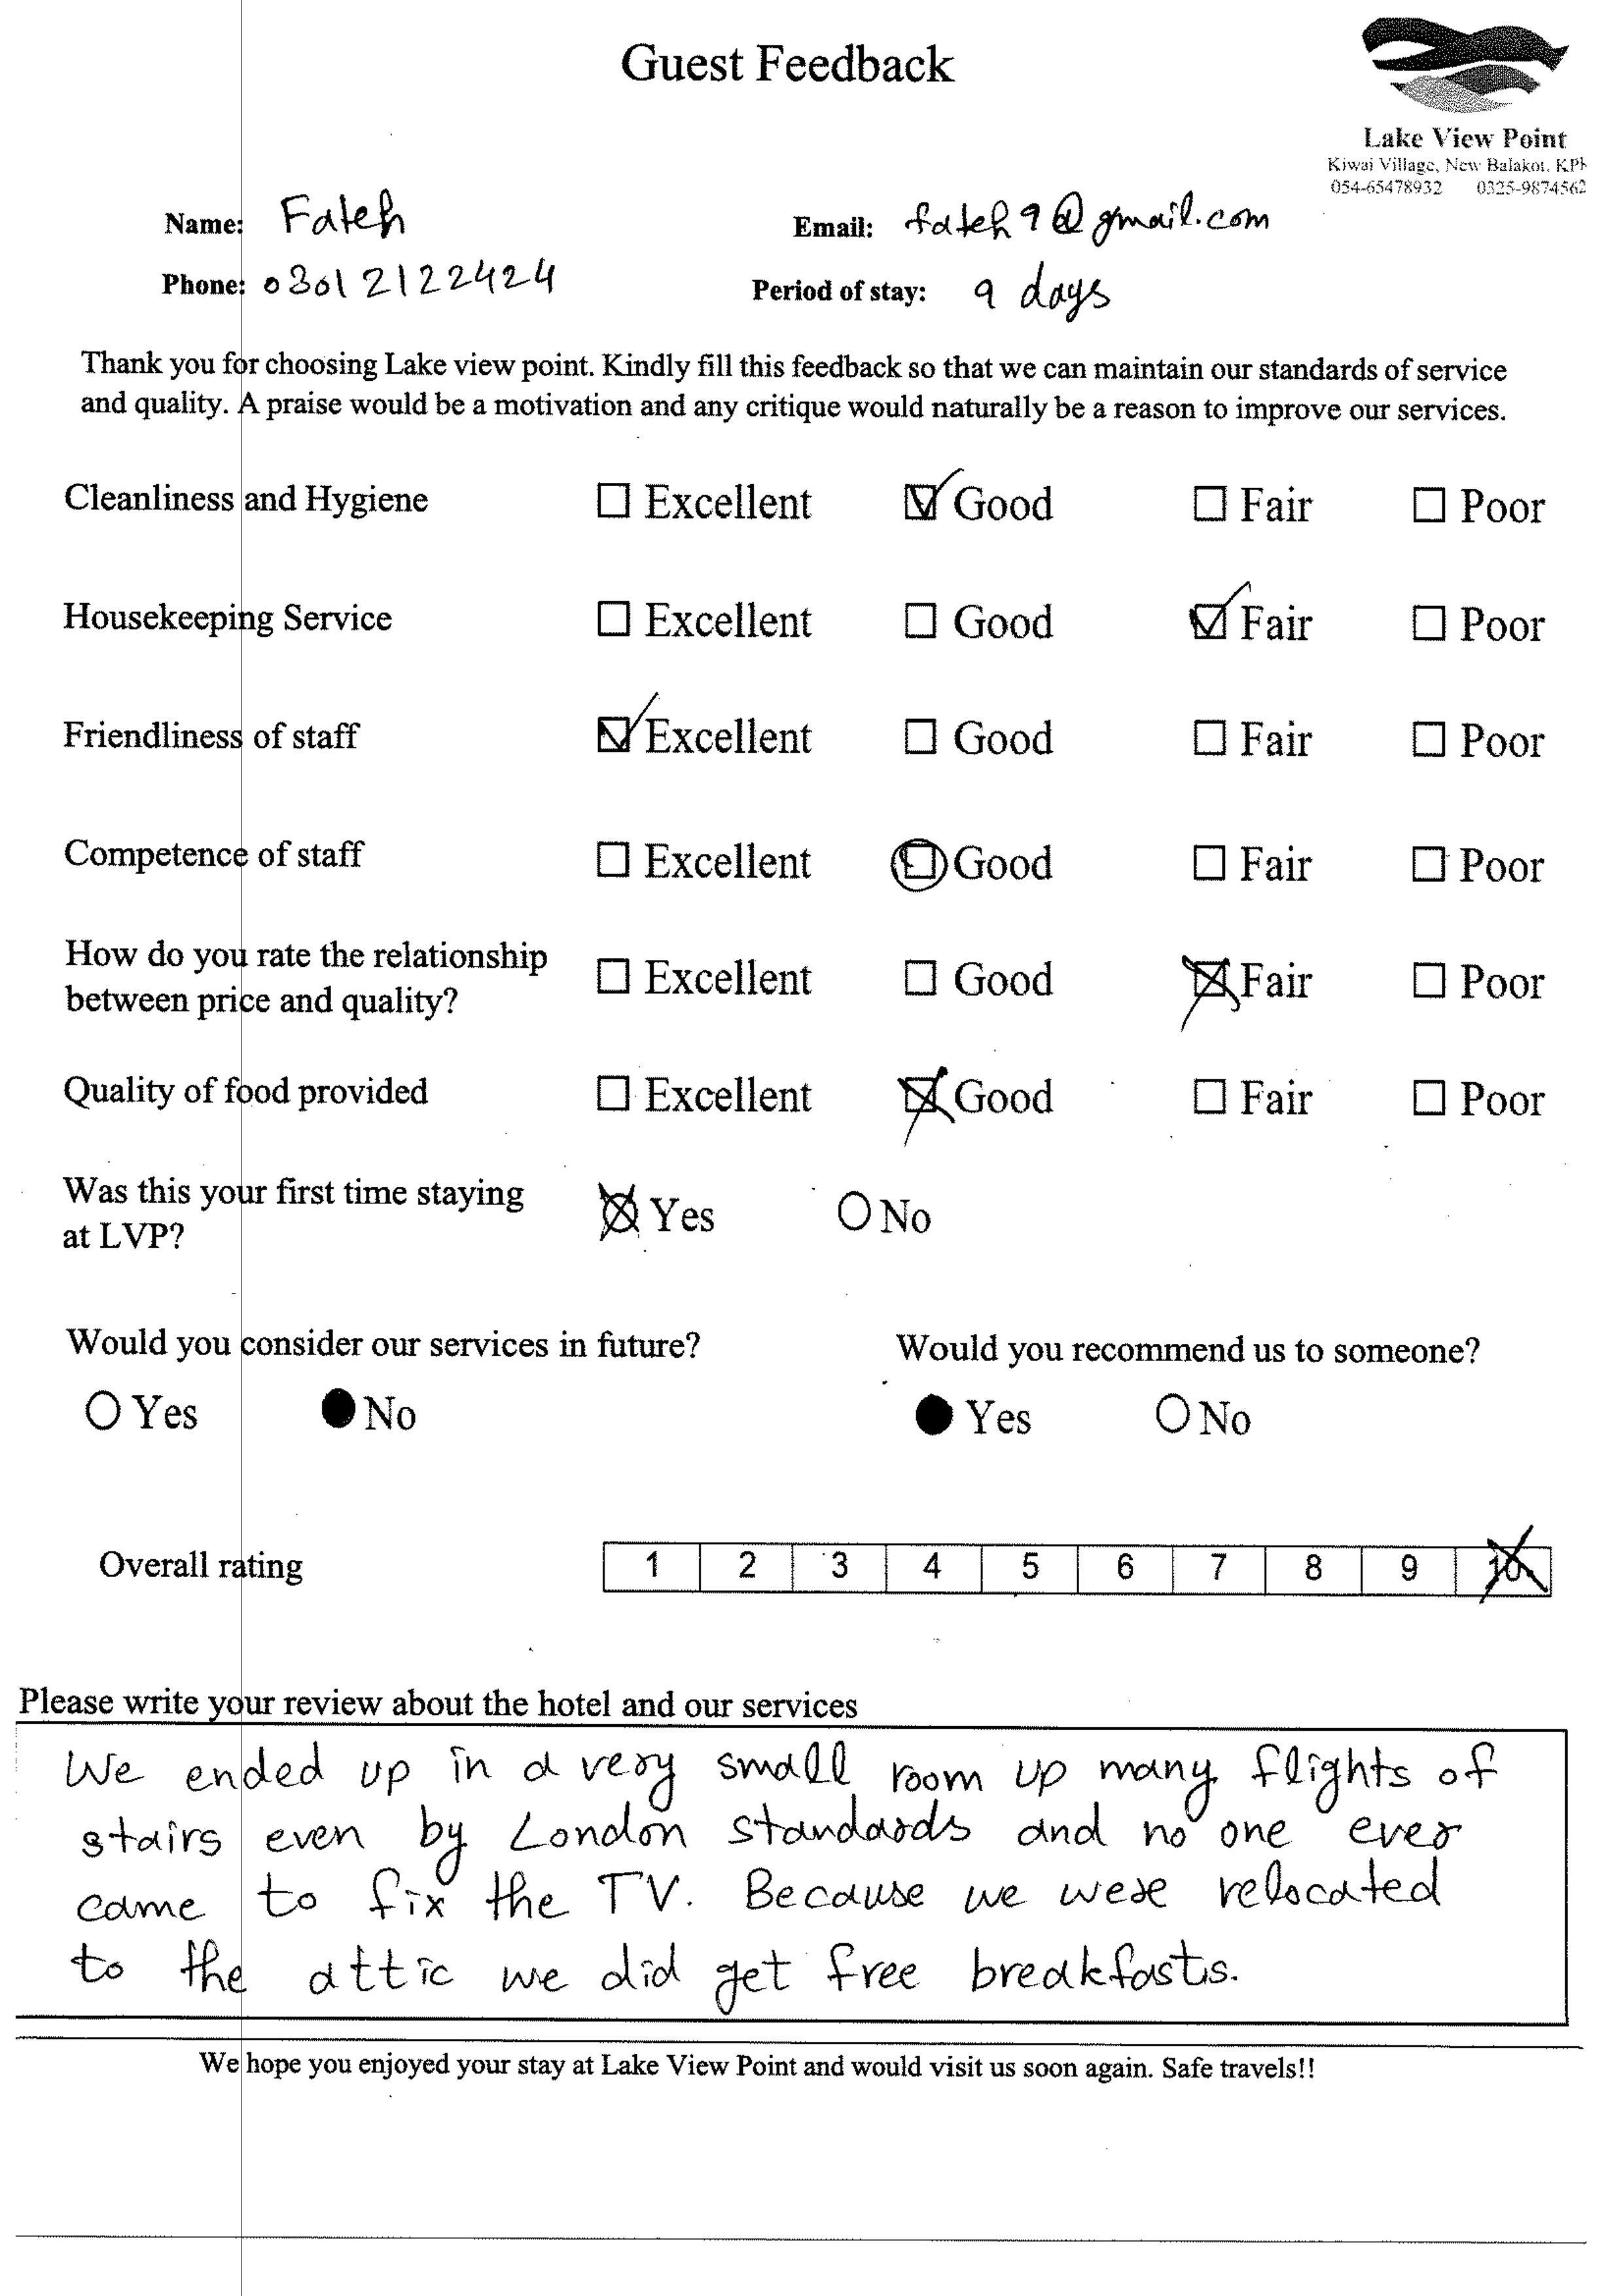 Guest Feedback
Lake View Point
Kiwai Village, New Balakot, KPK
054-65478932 0325-9874562
Name: Fateh
Email: fateh9@gmail.com
Phone: 03012122424
Period of stay: 9 days
Thank you for choosing Lake view point. Kindly fill this feedback so that we can maintain our standards of service
and quality. A praise would be a motivation and any critique would naturally be a reason to improve our services.
Cleanliness and Hygiene Excellent Good Fair Poor
Housekeeping Service Excellent Good Fair Poor
Friendliness of staff Excellent Good Fair Poor
Competence of staff Excellent Good Fair Poor
How do you rate the relationship
between price and quality? Excellent Good Fair Poor
Quality of food provided Excellent Good Fair Poor
Was this your first time staying
at LVP? Yes No
Would you consider our services in future? Would you recommend us to someone?
Yes No Yes No
Overall rating 1 2 3 4 5 6 7 8 9 10
Please write your review about the hotel and our services
We ended up in a very small room up many flights of
stairs even by London standards and no one ever
came to fix the TV. Because we were relocated
to the attic we did get free breakfasts.
We hope you enjoyed your stay at Lake View Point and would visit us soon again. Safe travels!!